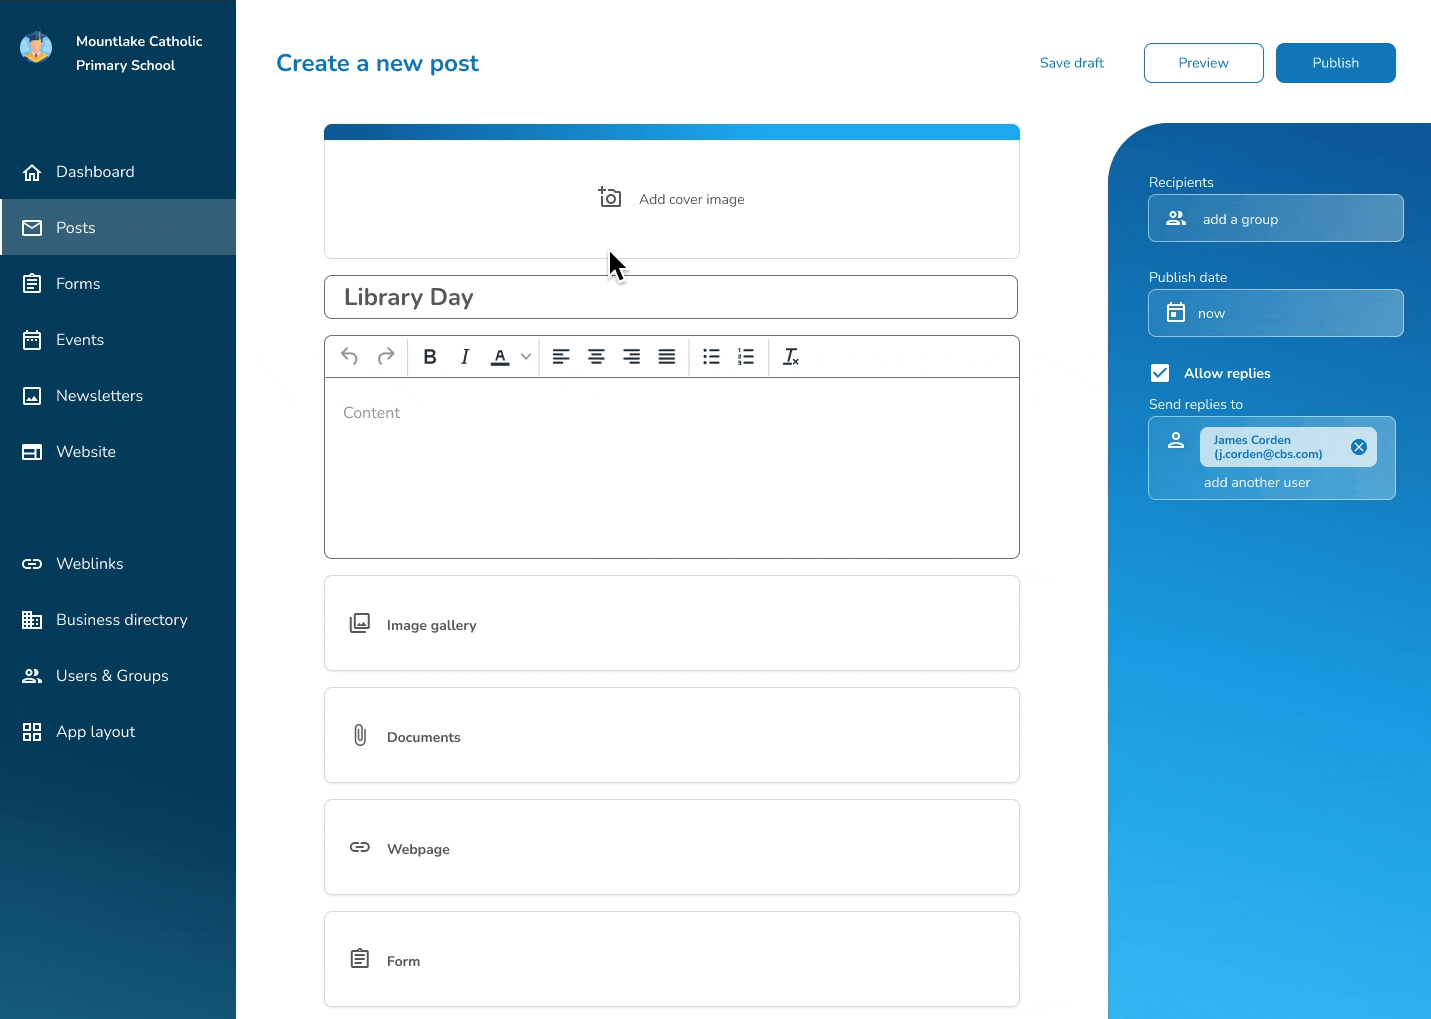 Mountlake Catholic
Primary School
Dashboard
Posts
Forms
Events
Newsletters
Website
Weblinks
Business directory
Users & Groups
App layout
Create a new post
Save draft
Preview
Publish
Add cover image
Library Day
Content
Image gallery
Documents
Webpage
Form
Recipients
add a group
Publish date
now
Allow replies
Send replies to
James Corden
(j.corden@cbs.com)
add another user